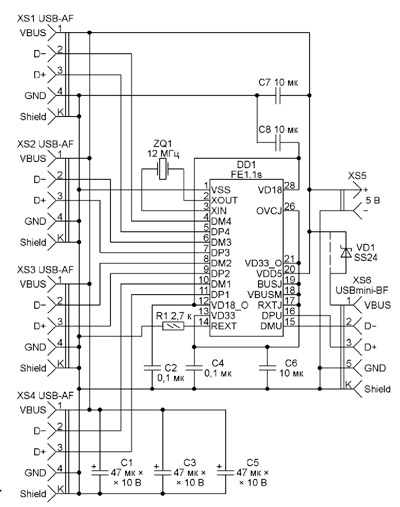 XS1 USB-AF
VBUS 1
D− 2
D+ 3
GND 4
Shield K
XS2 USB-AF
VBUS 1
D− 2
D+ 3
GND 4
Shield K
XS3 USB-AF
VBUS 1
D− 2
D+ 3
GND 4
Shield K
XS4 USB-AF
VBUS 1
D− 2
D+ 3
GND 4
Shield K
C7 10 мк
C8 10 мк
ZQ1
12 МГц
DD1
FE1.1s
1 VSS
2 XOUT
3 XIN
4 DM4
5 DP4
6 DM3
7 DP3
8 DM2
9 DP2
10 DM1
11 DP1
12 VD18_O
13 VD33
14 REXT
VD18 28
OVCJ 26
VD33_O 21
VDD5 20
BUSJ 19
VBUSM 18
RXTJ 17
DPU 16
DMU 15
R1 2,7 к
C2
0,1 мк
C4
0,1 мк
C6
10 мк
XS5
+
5 В
−
VD1
SS24
XS6
USBmini-BF
1 VBUS
2 D−
3 D+
5 GND
K Shield
+ C1
47 мк ×
× 10 В
+ C3
47 мк ×
× 10 В
+ C5
47 мк ×
× 10 В